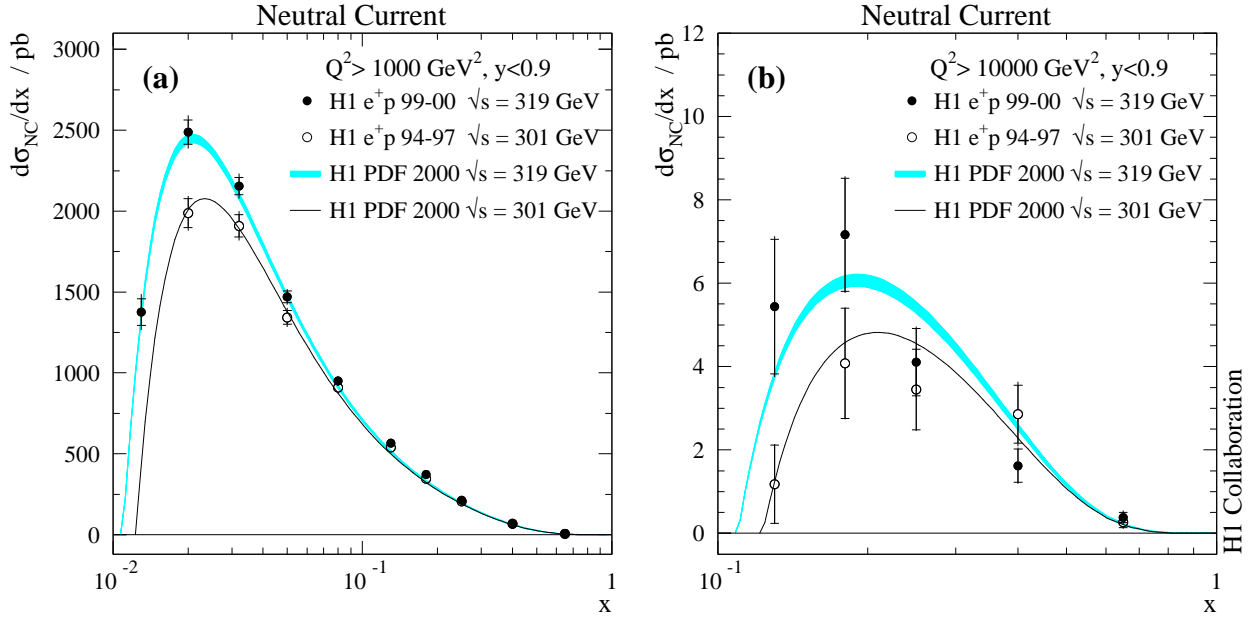 Neutral Current
(a)
Q^2> 1000 GeV^2, y<0.9
H1 e^+p 99-00 √s = 319 GeV
H1 e^+p 94-97 √s = 301 GeV
H1 PDF 2000 √s = 319 GeV
H1 PDF 2000 √s = 301 GeV
dσ_NC/dx / pb
3000
2500
2000
1500
1000
500
0
10^-2
10^-1
1
x
Neutral Current
(b)
Q^2> 10000 GeV^2, y<0.9
H1 e^+p 99-00 √s = 319 GeV
H1 e^+p 94-97 √s = 301 GeV
H1 PDF 2000 √s = 319 GeV
H1 PDF 2000 √s = 301 GeV
dσ_NC/dx / pb
12
10
8
6
4
2
0
10^-1
1
x
H1 Collaboration